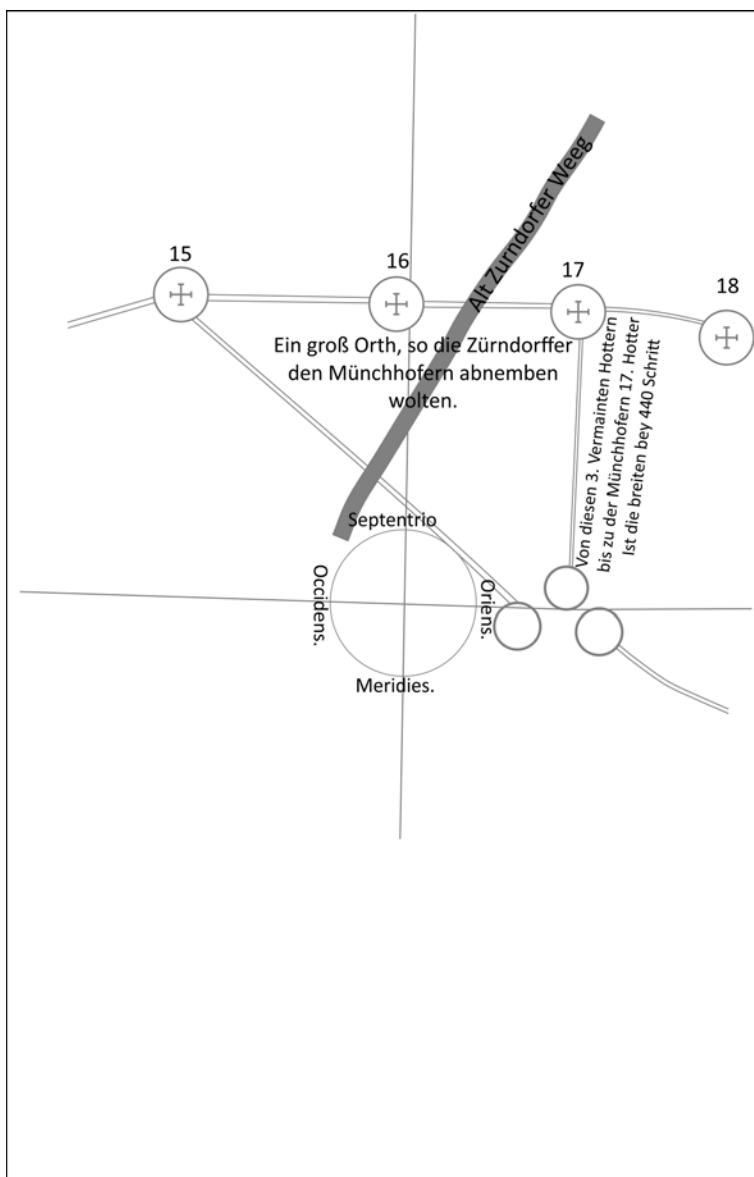 Alt Zurndorfer Weeg
15
16
17
18
Ein groß Orth, so die Zürndorffer
den Münchhofern abnemben
wolten.
Von diesen 3. Vermainten Hottern
bis zu der Münchhofern 17. Hotter
Ist die breiten bey 440 Schritt
Septentrio
Occidens.
Oriens.
Meridies.